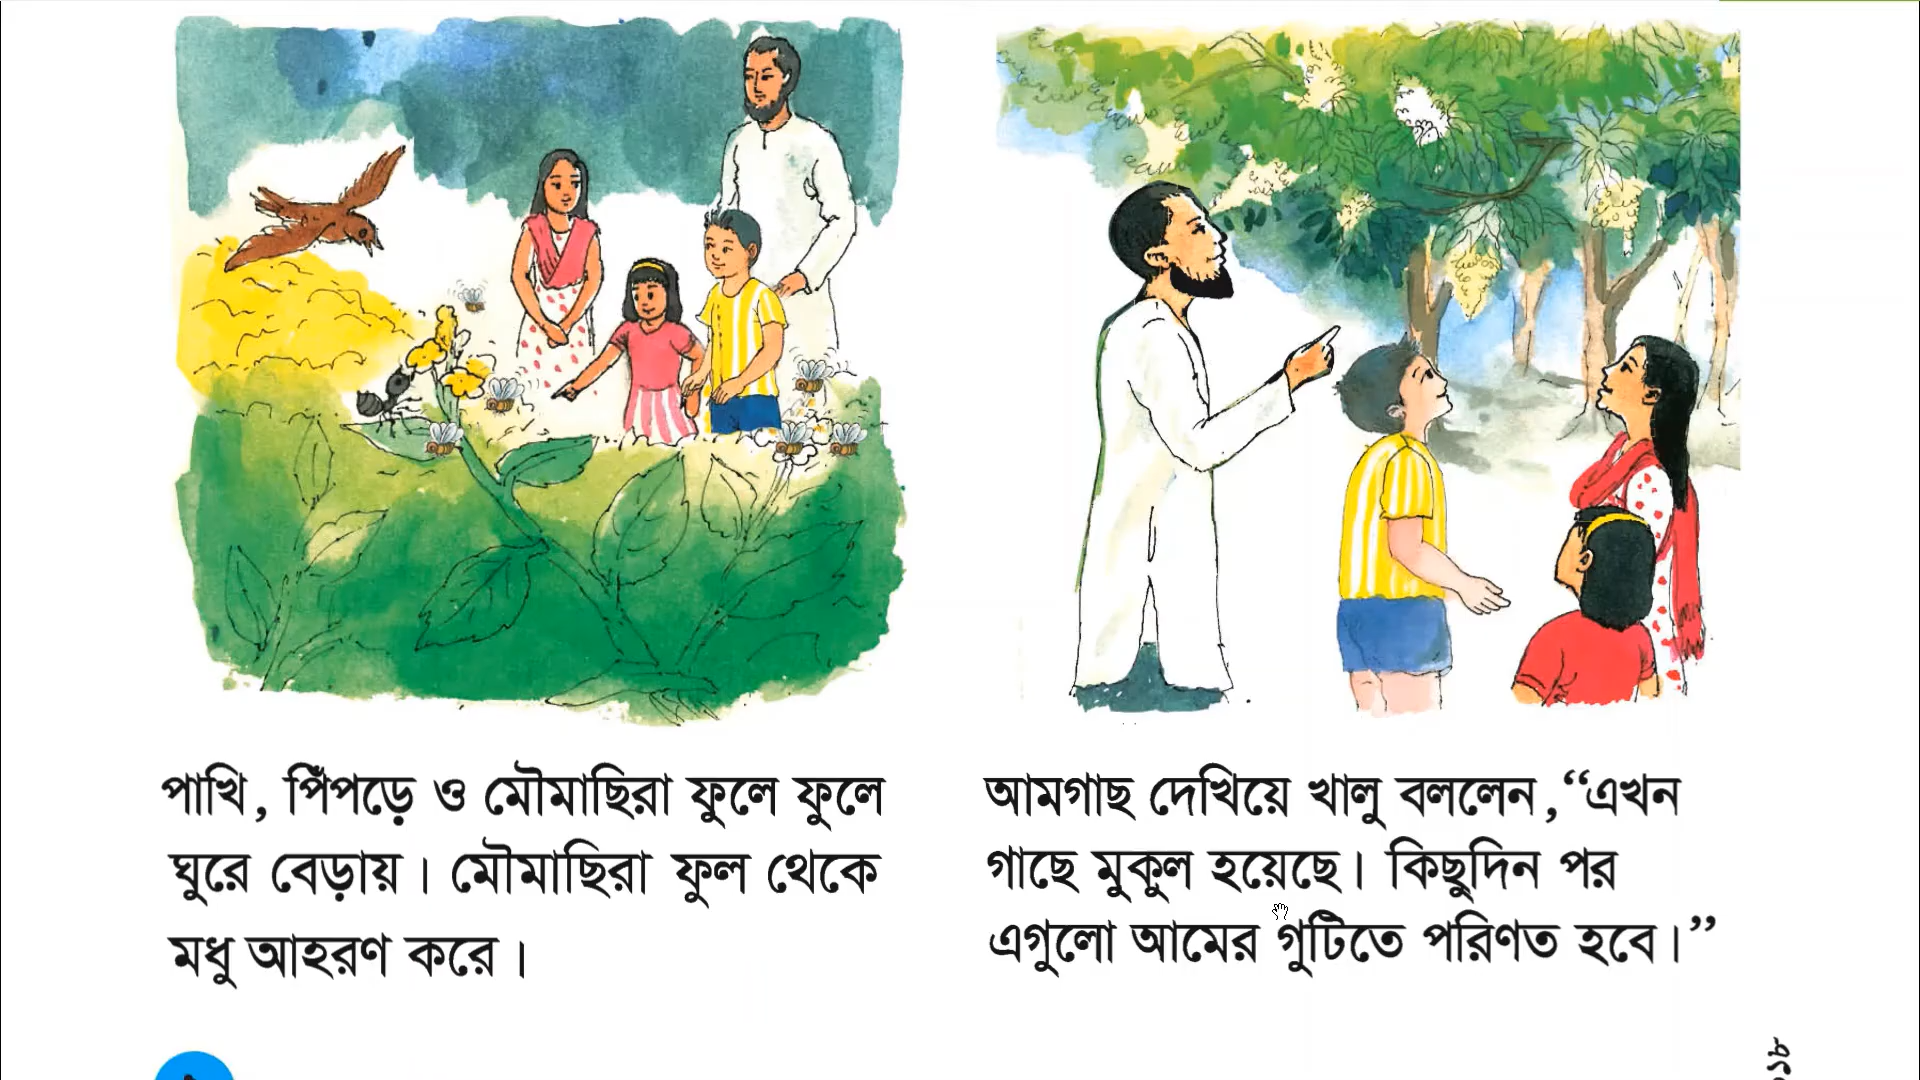 পাখি, পিঁপড়ে ও মৌমাছিরা ফুলে ফুলে
ঘুরে বেড়ায়। মৌমাছিরা ফুল থেকে
মধু আহরণ করে।
আমগাছ দেখিয়ে খালু বললেন,“এখন
গাছে মুকুল হয়েছে। কিছুদিন পর
এগুলো আমের গুটিতে পরিণত হবে।”